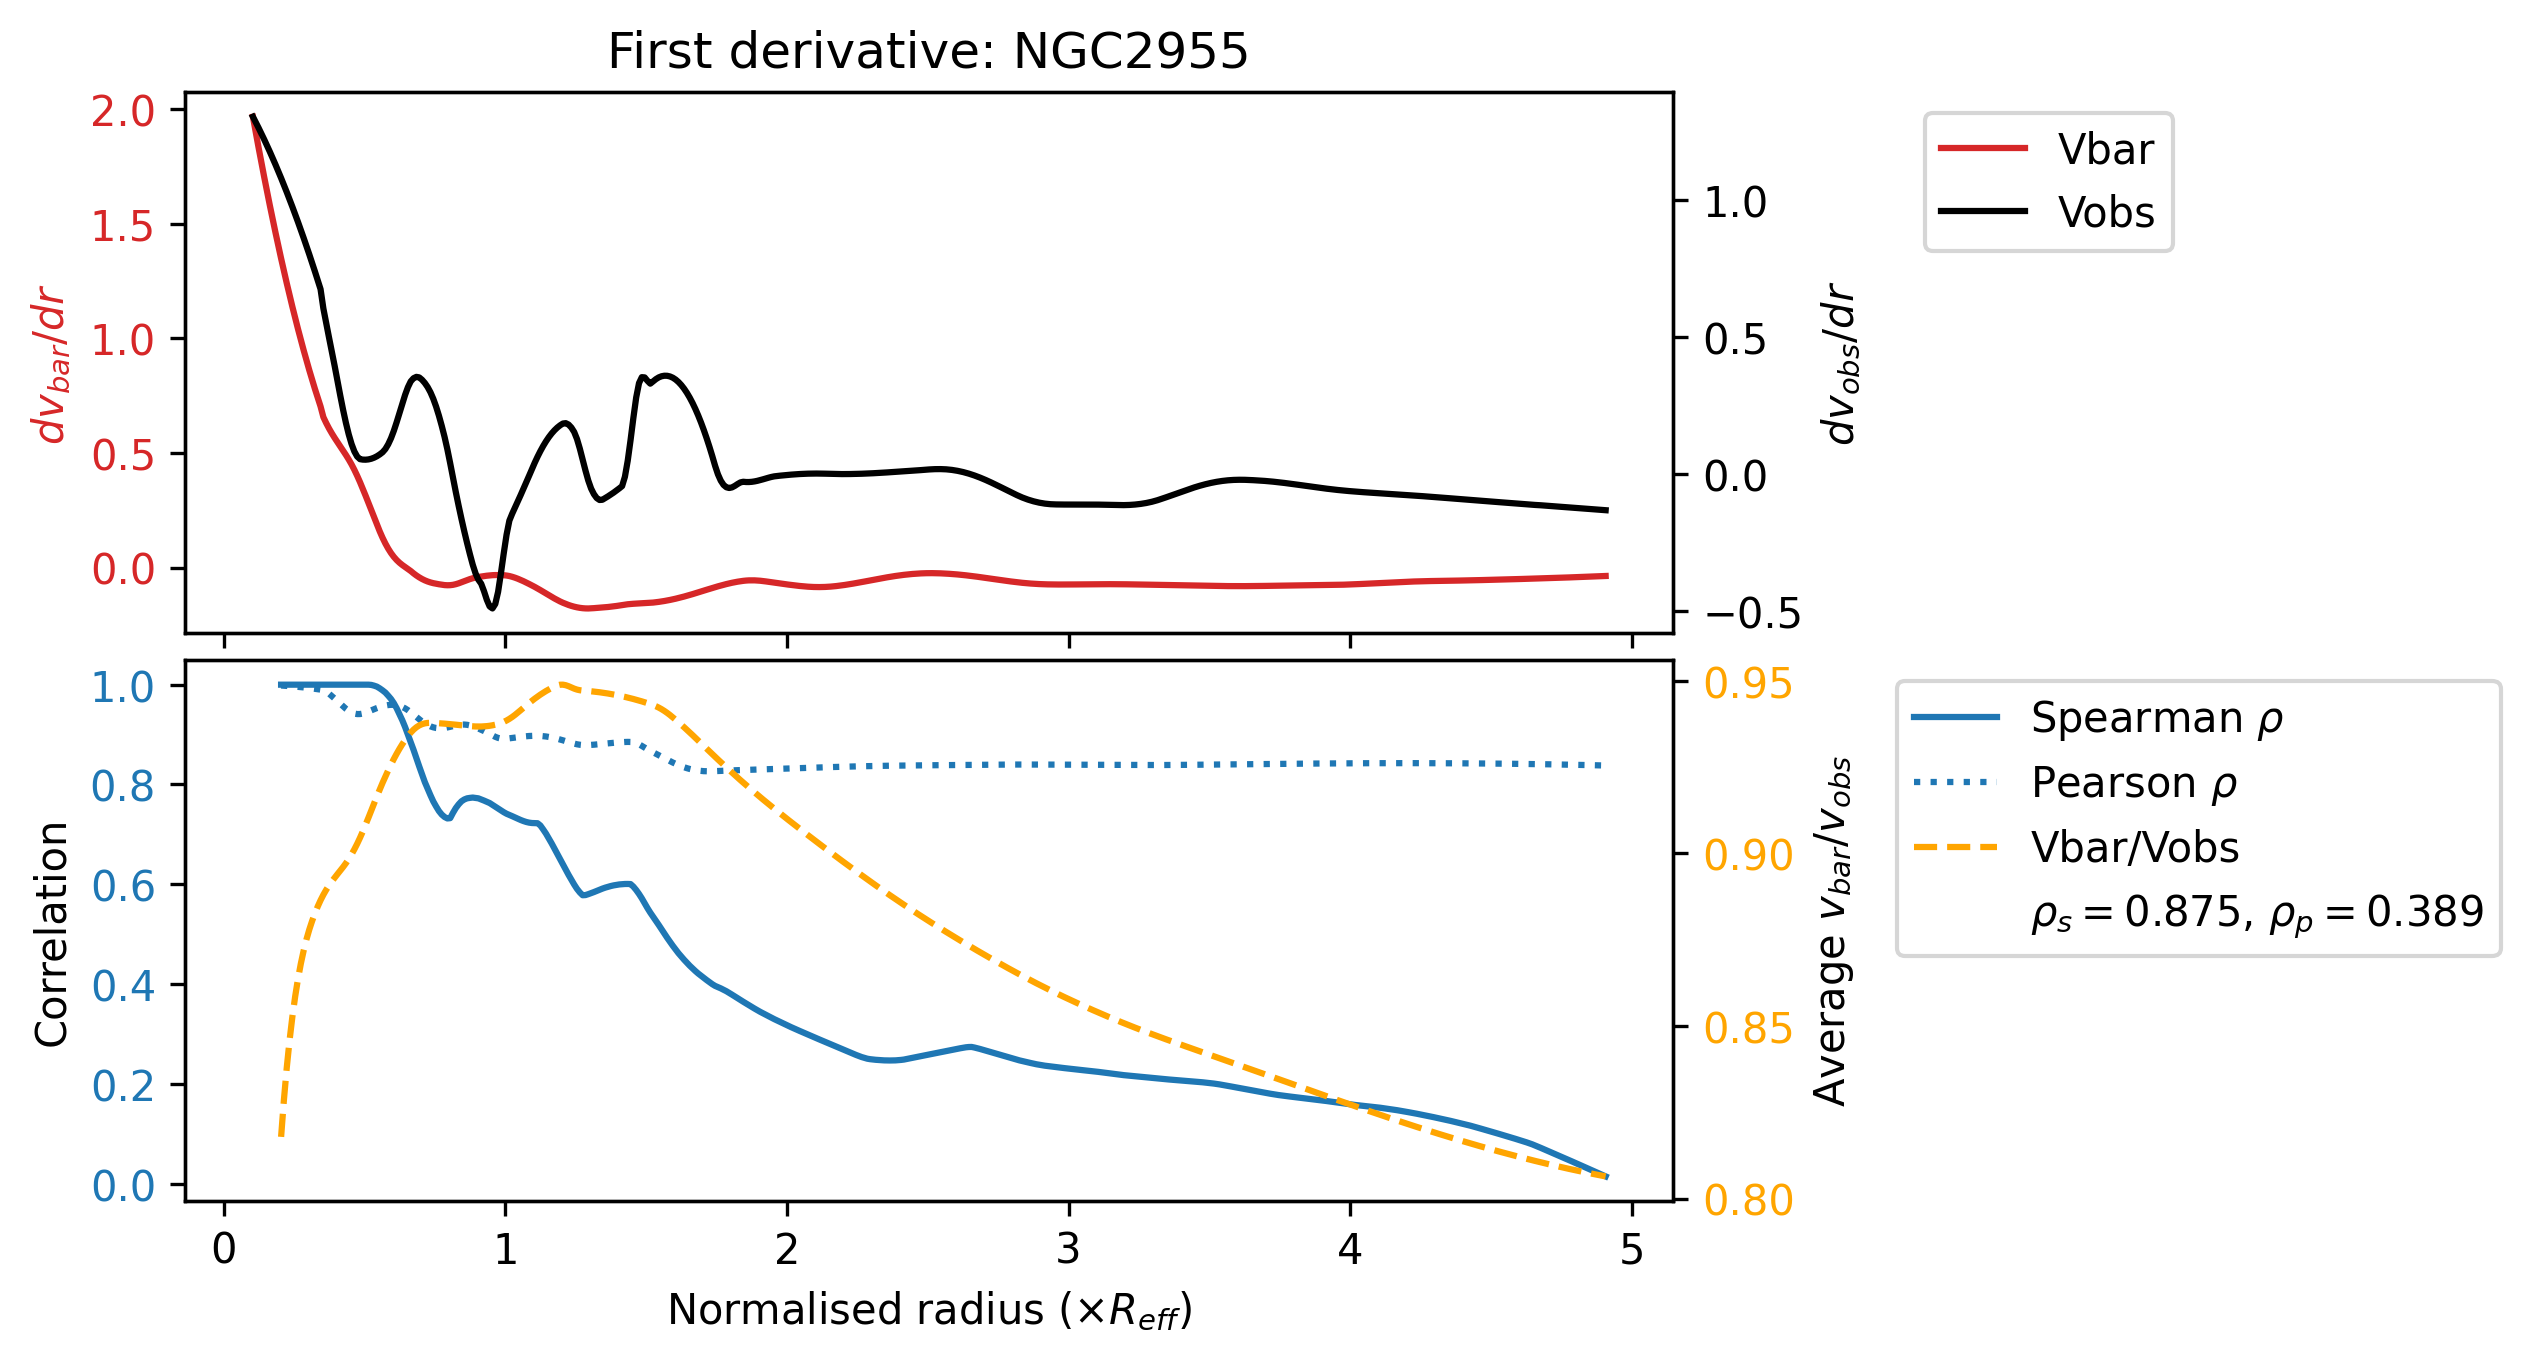 First derivative: NGC2955
2.0
1.5
1.0
0.5
0.0
dv_bar/dr
1.0
0.5
0.0
−0.5
dv_obs/dr
Vbar
Vobs
1.0
0.8
0.6
0.4
0.2
0.0
Correlation
0.95
0.90
0.85
0.80
Average v_bar/v_obs
Spearman ρ
Pearson ρ
Vbar/Vobs
ρ_s = 0.875, ρ_p = 0.389
0 1 2 3 4 5
Normalised radius (×R_eff)